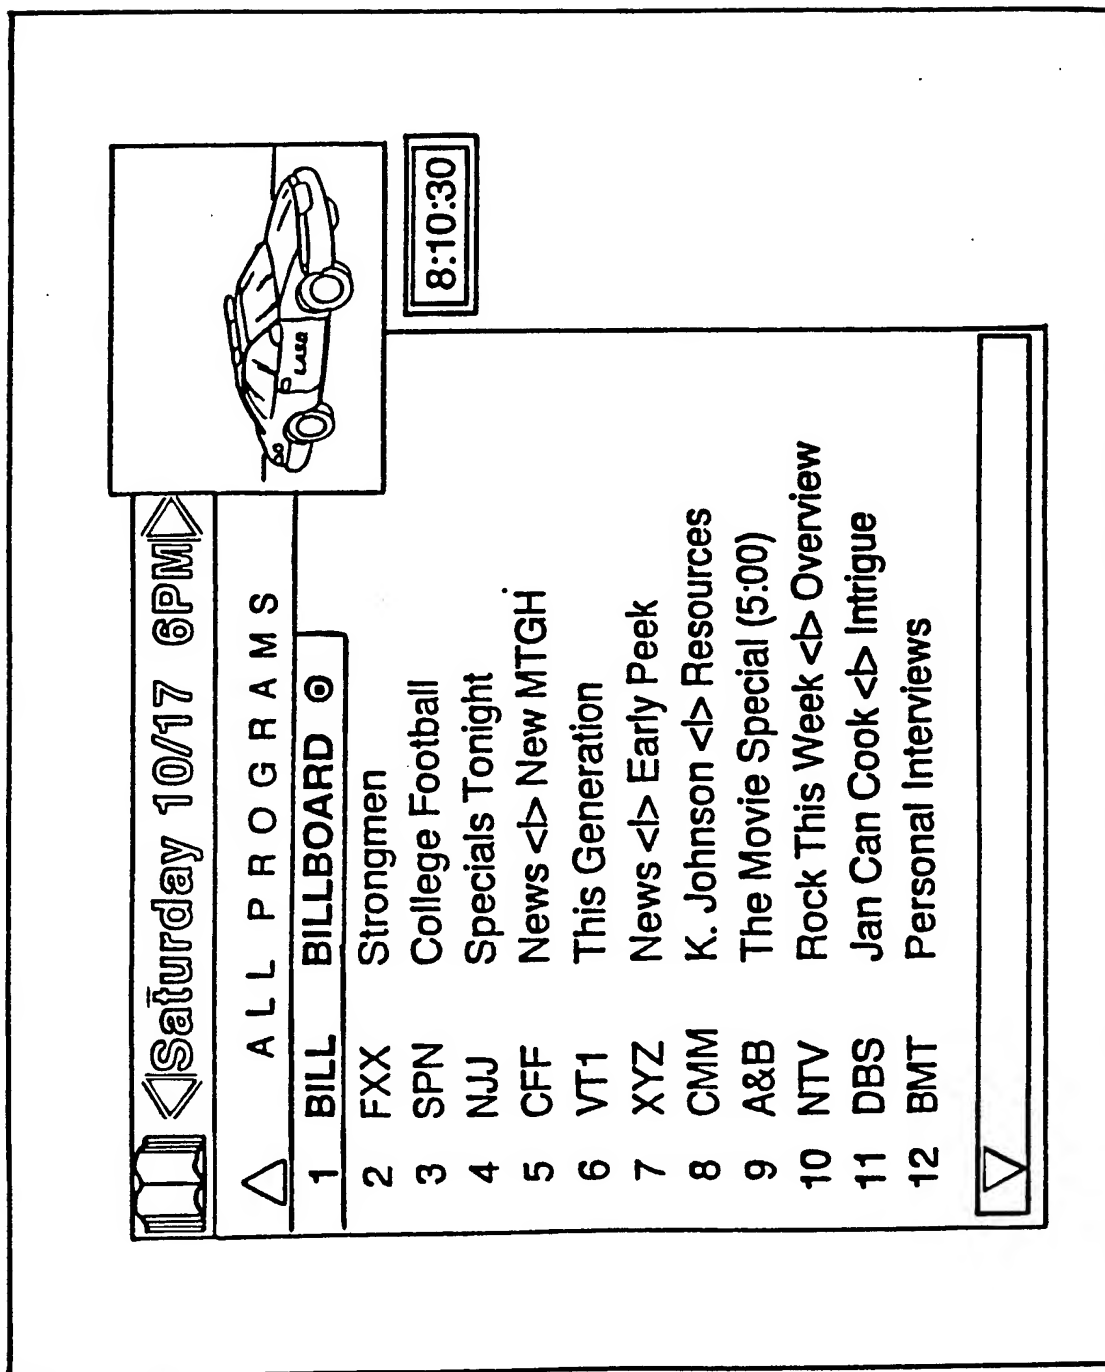 Saturday 10/17 6PM
ALL PROGRAMS
1 BILL BILLBOARD
2 FXX Strongmen
3 SPN College Football
4 NJJ Specials Tonight
5 CFF News <I> New MTGH
6 VT1 This Generation
7 XYZ News <I> Early Peek
8 CMM K. Johnson <I> Resources
9 A&B The Movie Special (5:00)
10 NTV Rock This Week <I> Overview
11 DBS Jan Can Cook <I> Intrigue
12 BMT Personal Interviews
8:10:30